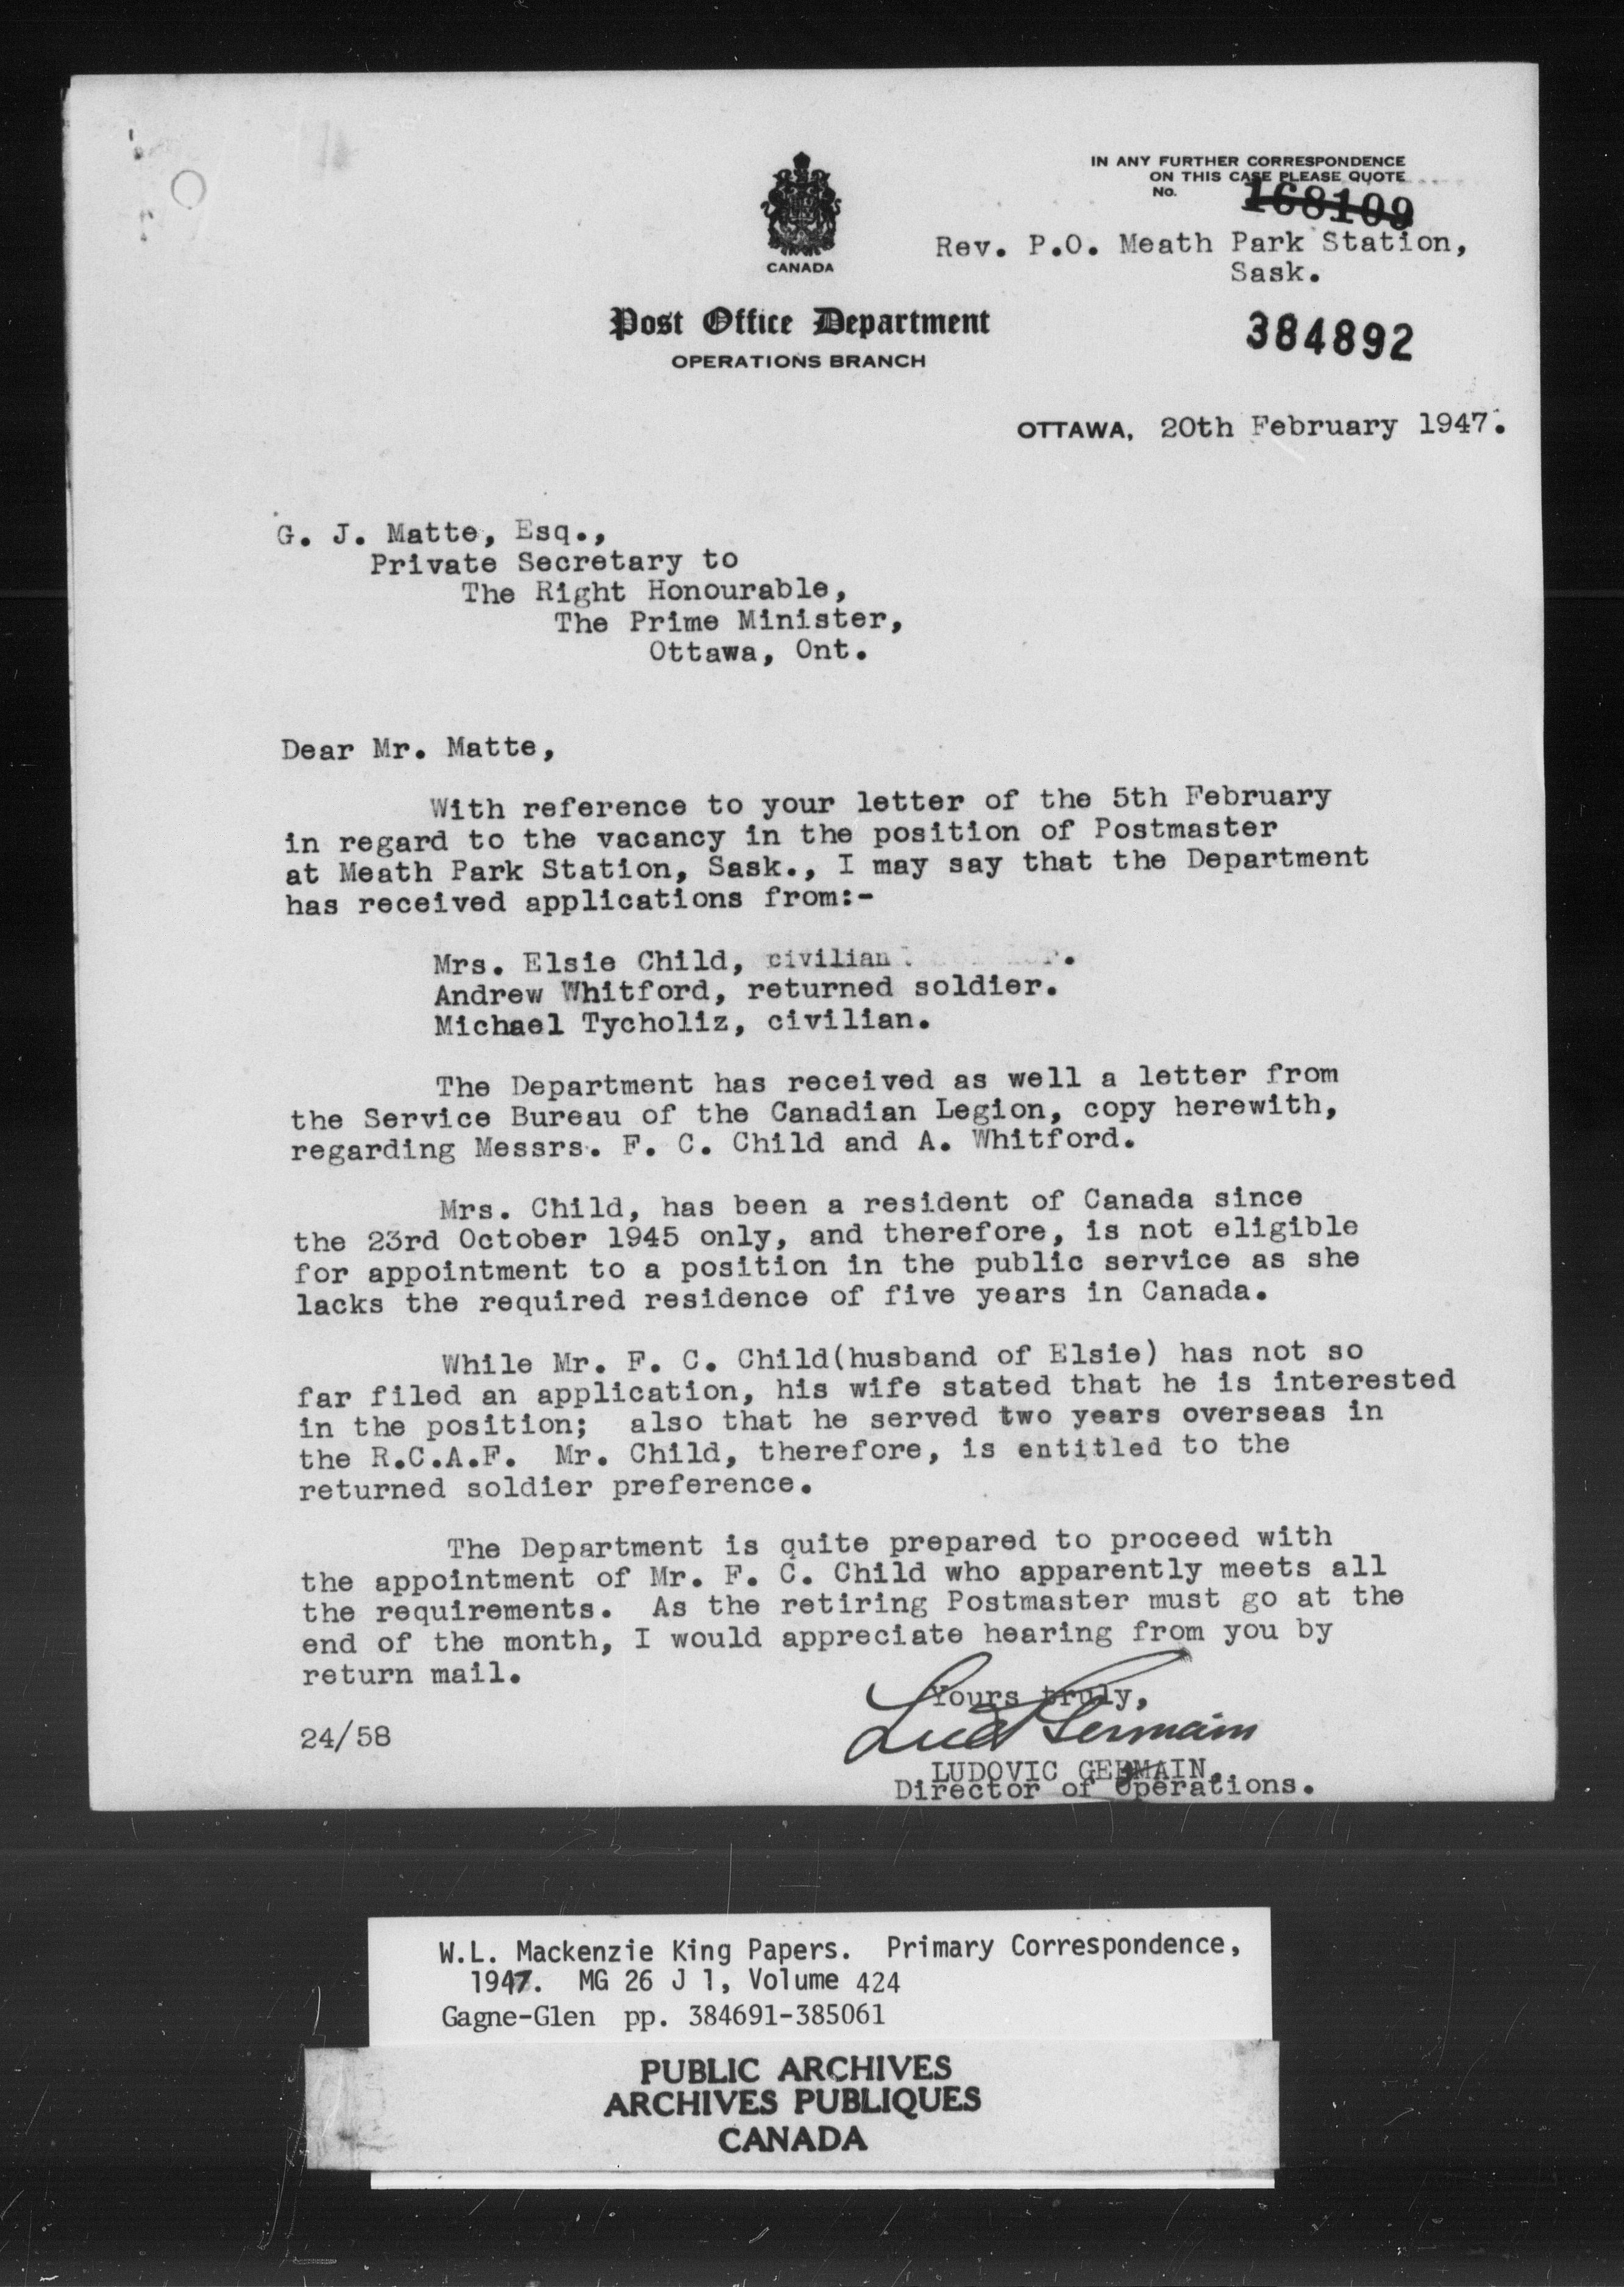 IN ANY FURTHER CORRESPONDENCE
ON THIS CASE PLEASE QUOTE
No. 168109
Rev. P.O. Meath Park Station,
Sask.
CANADA
Post Office Department
OPERATIONS BRANCH
384892
OTTAWA, 20th February 1947.
G. J. Matte, Esq.,
Private Secretary to
The Right Honourable,
The Prime Minister,
Ottawa, Ont.
Dear Mr. Matte,
With reference to your letter of the 5th February
in regard to the vacancy in the position of Postmaster
at Meath Park Station, Sask., I may say that the Department
has received applications from:-
Mrs. Elsie Child, civilian.
Andrew Whitford, returned soldier.
Michael Tycholiz, civilian.
The Department has received as well a letter from
the Service Bureau of the Canadian Legion, copy herewith,
regarding Messrs. F. C. Child and A. Whitford.
Mrs. Child, has been a resident of Canada since
the 23rd October 1945 only, and therefore, is not eligible
for appointment to a position in the public service as she
lacks the required residence of five years in Canada.
While Mr. F. C. Child(husband of Elsie) has not so
far filed an application, his wife stated that he is interested
in the position; also that he served two years overseas in
the R.C.A.F. Mr. Child, therefore, is entitled to the
returned soldier preference.
The Department is quite prepared to proceed with
the appointment of Mr. F. C. Child who apparently meets all
the requirements. As the retiring Postmaster must go at the
end of the month, I would appreciate hearing from you by
return mail.
Yours truly,
24/58
LUDOVIC GERMAIN,
Director of Operations.
W.L. Mackenzie King Papers. Primary Correspondence,
1947. MG 26 J 1, Volume 424
Gagne-Glen pp. 384691-385061
PUBLIC ARCHIVES
ARCHIVES PUBLIQUES
CANADA